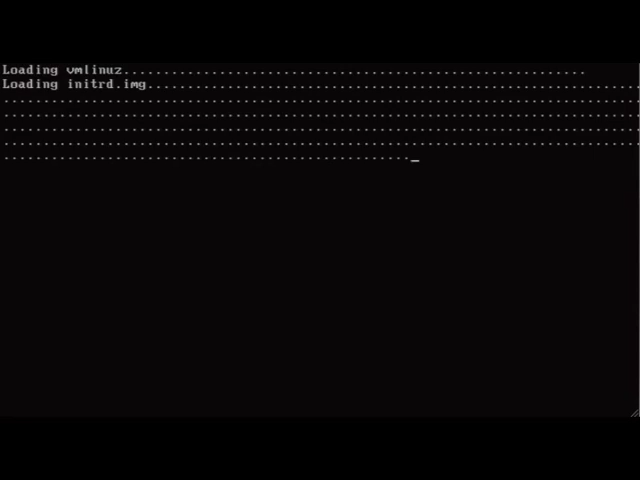 Loading vmlinuz..........................................................
Loading initrd.img..............................................................
................................................................................
................................................................................
................................................................................
................................................................................
...................................................._